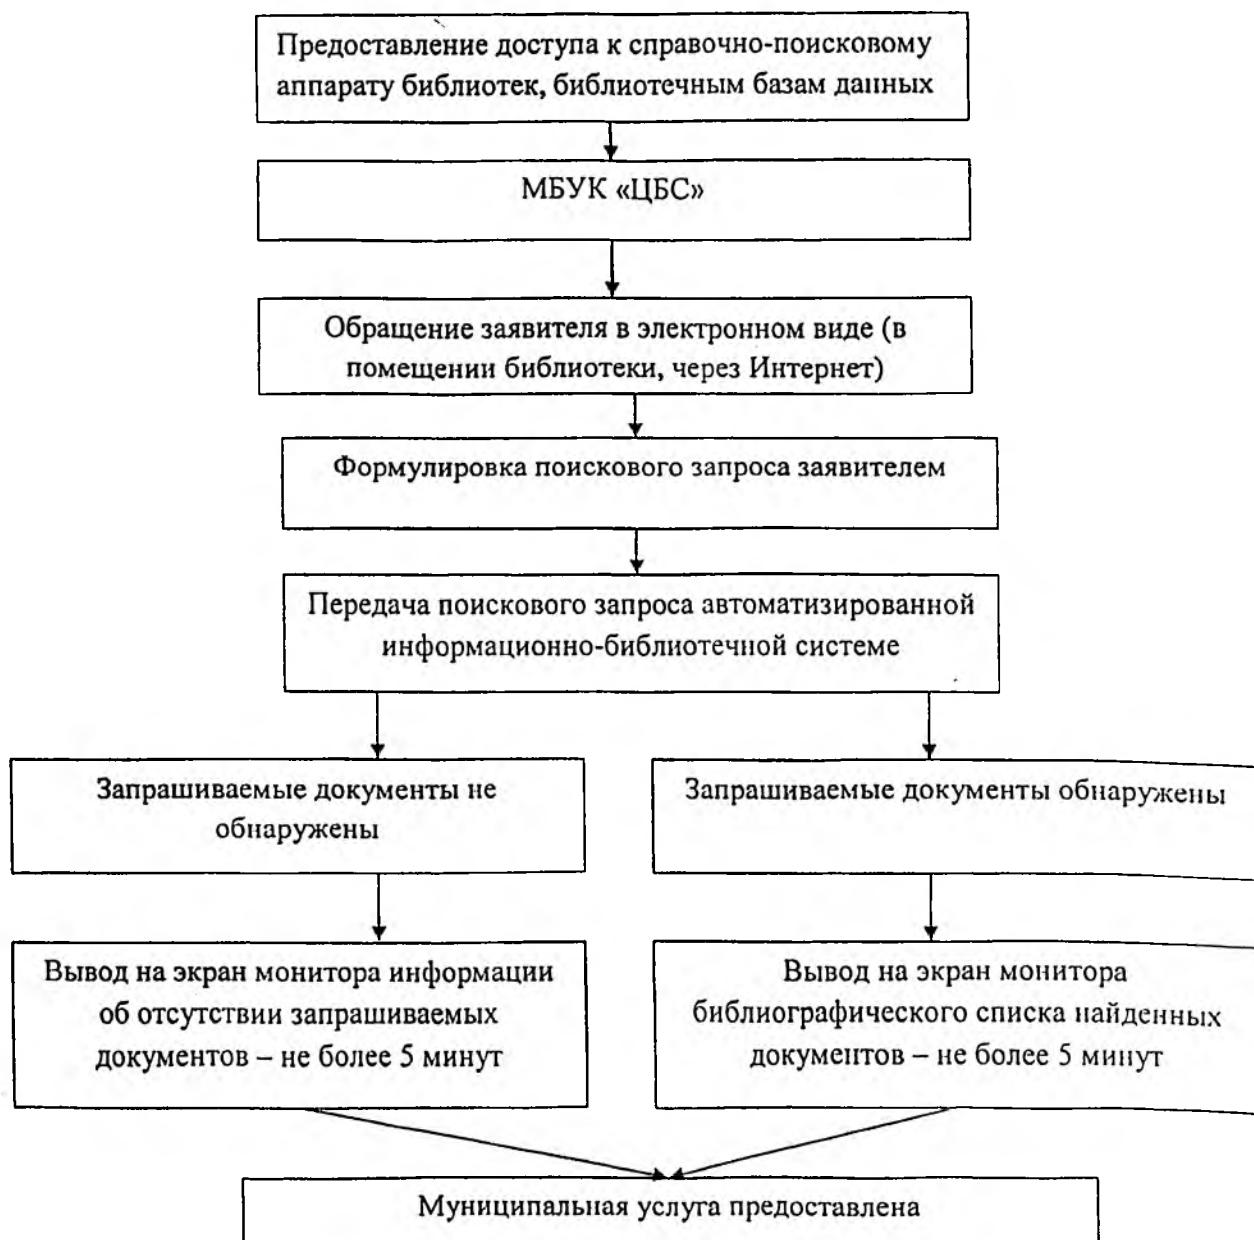 Предоставление доступа к справочно-поисковому
аппарату библиотек, библиотечным базам данных
МБУК «ЦБС»
Обращение заявителя в электронном виде (в
помещении библиотеки, через Интернет)
Формулировка поискового запроса заявителем
Передача поискового запроса автоматизированной
информационно-библиотечной системе
Запрашиваемые документы не
обнаружены
Запрашиваемые документы обнаружены
Вывод на экран монитора информации
об отсутствии запрашиваемых
документов – не более 5 минут
Вывод на экран монитора
библиографического списка найденных
документов – не более 5 минут
Муниципальная услуга предоставлена